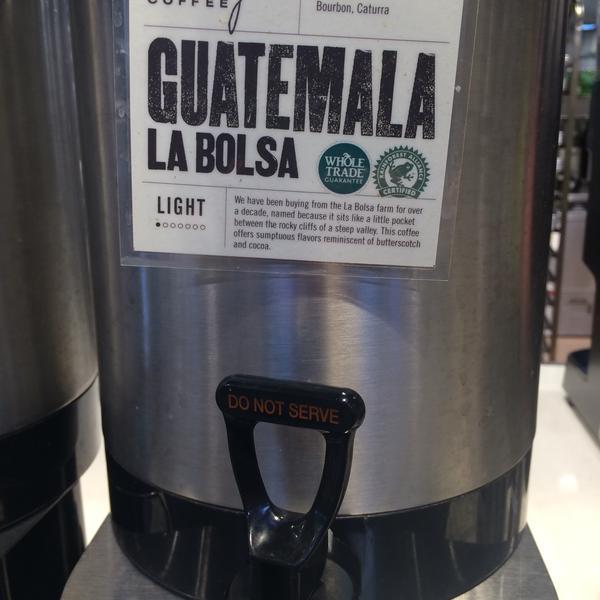 COFFEE
Bourbon, Caturra
GUATEMALA
LA BOLSA
WHOLE
TRADE
GUARANTEE
RAINFOREST ALLIANCE
CERTIFIED
LIGHT
We have been buying from the La Bolsa farm for over
a decade, named because it sits like a little pocket
between the rocky cliffs of a steep valley. This coffee
offers sumptuous flavors reminiscent of butterscotch
and cocoa.
DO NOT SERVE